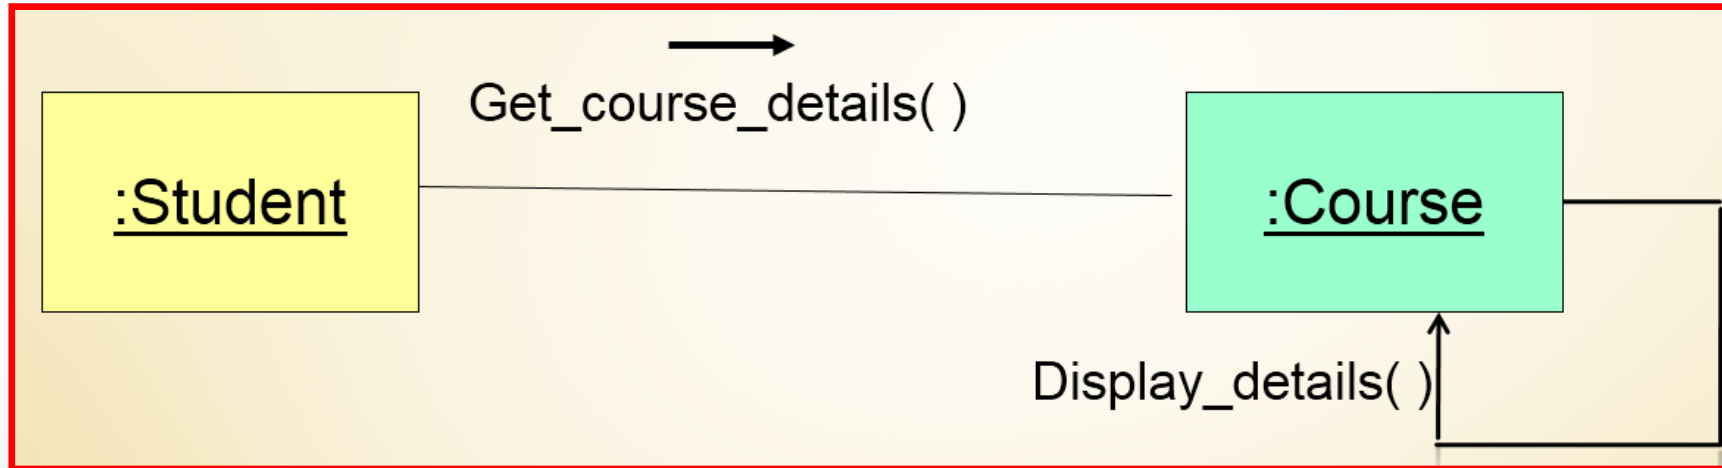 Get_course_details( )
:Student
:Course
Display_details( )